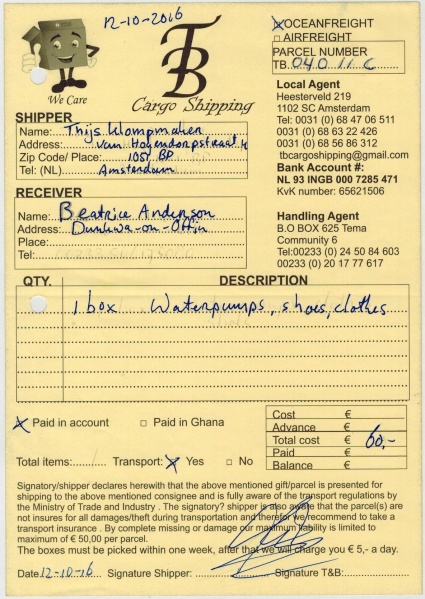 12-10-2016
TB
We Care
Cargo Shipping
☒ OCEANFREIGHT
☐ AIRFREIGHT
PARCEL NUMBER
TB. 040 11 C
Local Agent
Heesterveld 219
1102 SC Amsterdam
Tel: 0031 (0) 68 47 06 511
0031 (0) 68 63 22 426
0031 (0) 68 56 86 312
tbcargoshipping@gmail.com
Bank Account #:
NL 93 INGB 000 7285 471
KvK number: 65621506
Handling Agent
B.O BOX 625 Tema
Community 6
Tel:00233 (0) 24 50 84 603
00233 (0) 20 17 77 617
SHIPPER
Name: Thijs Klompmaker
Address: van Hogendorpstraat
Zip Code/ Place: 1051 BP
Tel: (NL) Amsterdam
RECEIVER
Name: Beatrice Anderson
Address: Dunkwa-on-Offin
Place:
Tel:
QTY. DESCRIPTION
1 box Waterpumps, shoes, clothes
☒ Paid in account ☐ Paid in Ghana
Total items: Transport: ☒ Yes ☐ No
Cost €
Advance €
Total cost € 60,-
Paid €
Balance €
Signatory/shipper declares herewith that the above mentioned gift/parcel is presented for
shipping to the above mentioned consignee and is fully aware of the transport regulations by
the Ministry of Trade and Industry . The signatory? shipper is also aware that the parcel(s) are
not insures for all damages/theft during transportation and therefor we recommend to take a
transport insurance . By complete missing or damage our maximum liability is limited to
maximum of € 50,00 per parcel.
The boxes must be picked within one week, after that we will charge you € 5,- a day.
Date 12-10-16 Signature Shipper: Signature T&B: